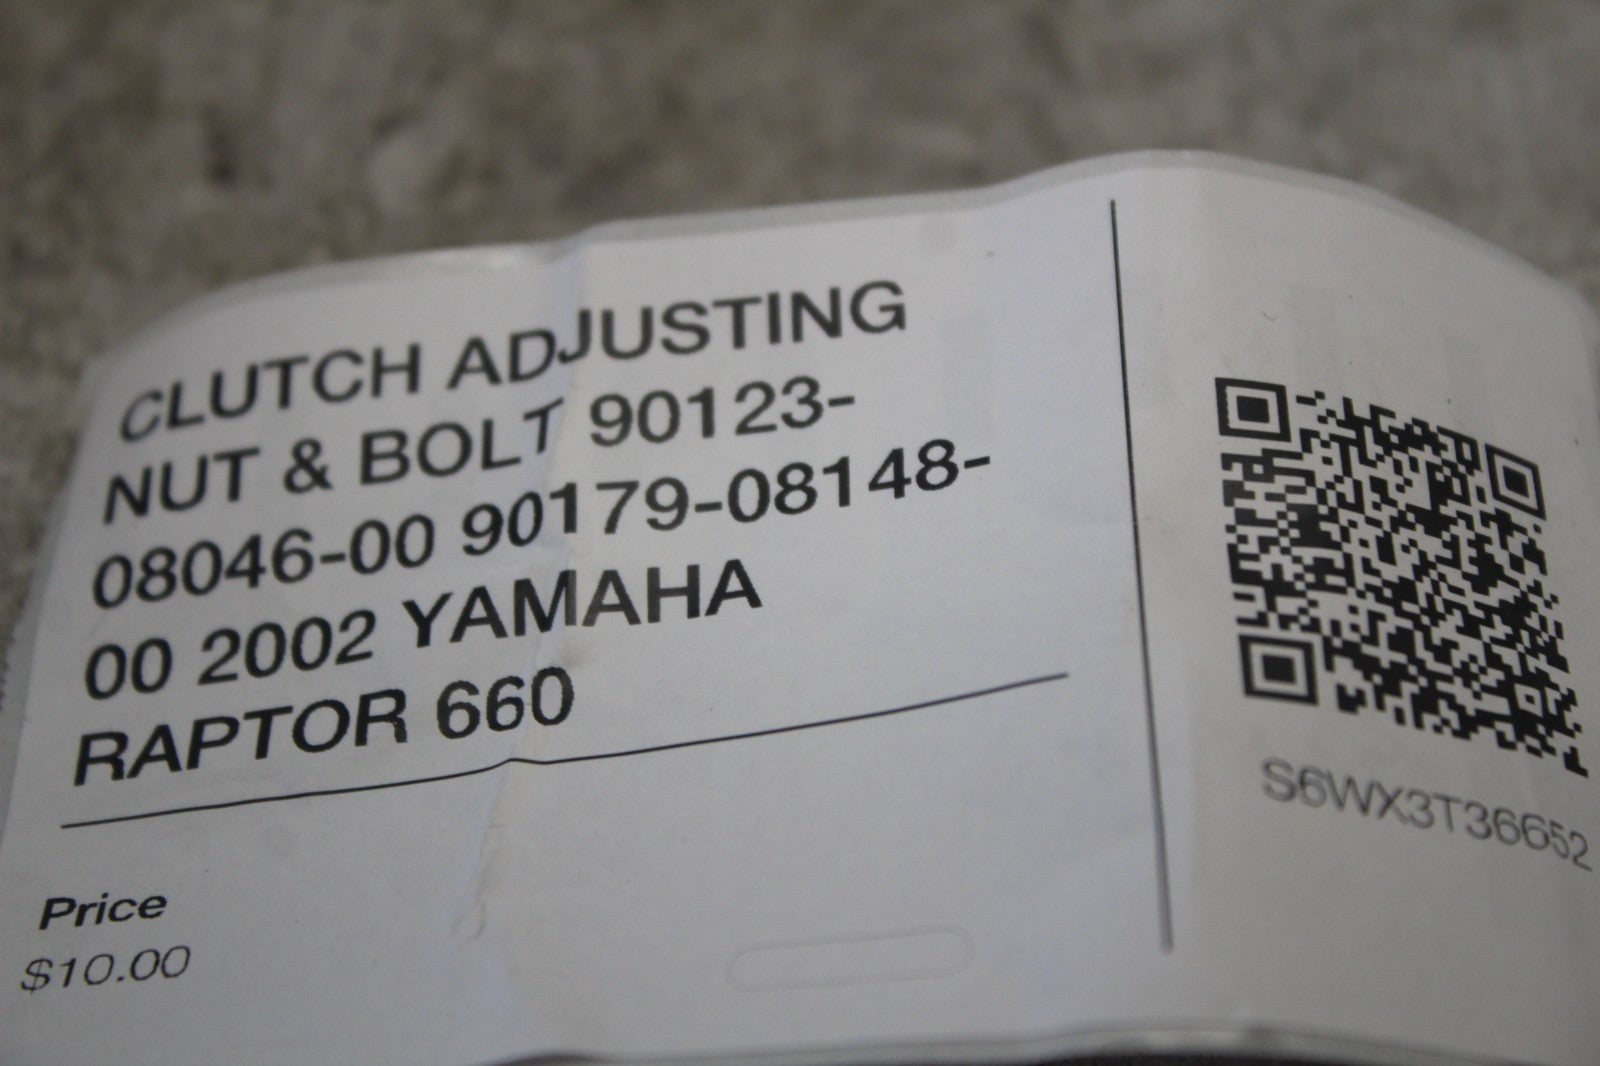 CLUTCH ADJUSTING
NUT & BOLT 90123-
08046-00 90179-08148-
00 2002 YAMAHA
RAPTOR 660
Price
$10.00
S6WX3T36652